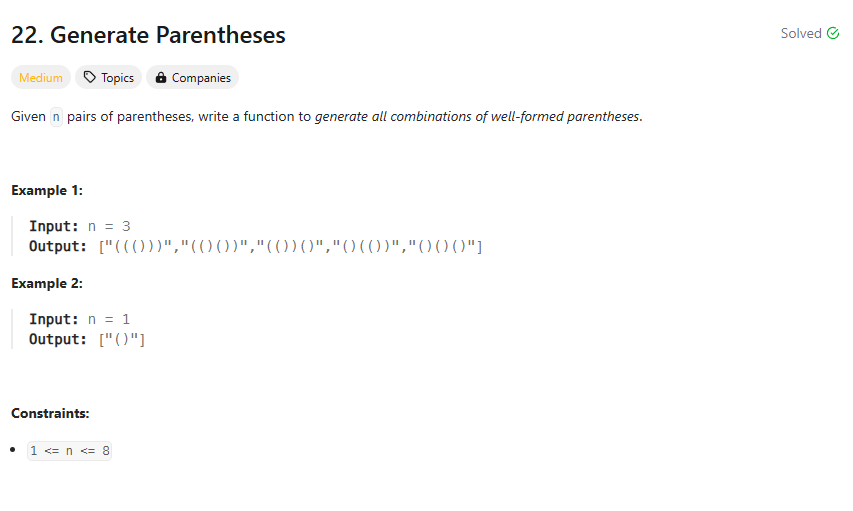 22. Generate Parentheses
Solved
Medium
Topics
Companies
Given n pairs of parentheses, write a function to generate all combinations of well-formed parentheses.
Example 1:
Input: n = 3
Output: ["((()))","(()())","(())()","()(())","()()()"]
Example 2:
Input: n = 1
Output: ["()"]
Constraints:
• 1 <= n <= 8